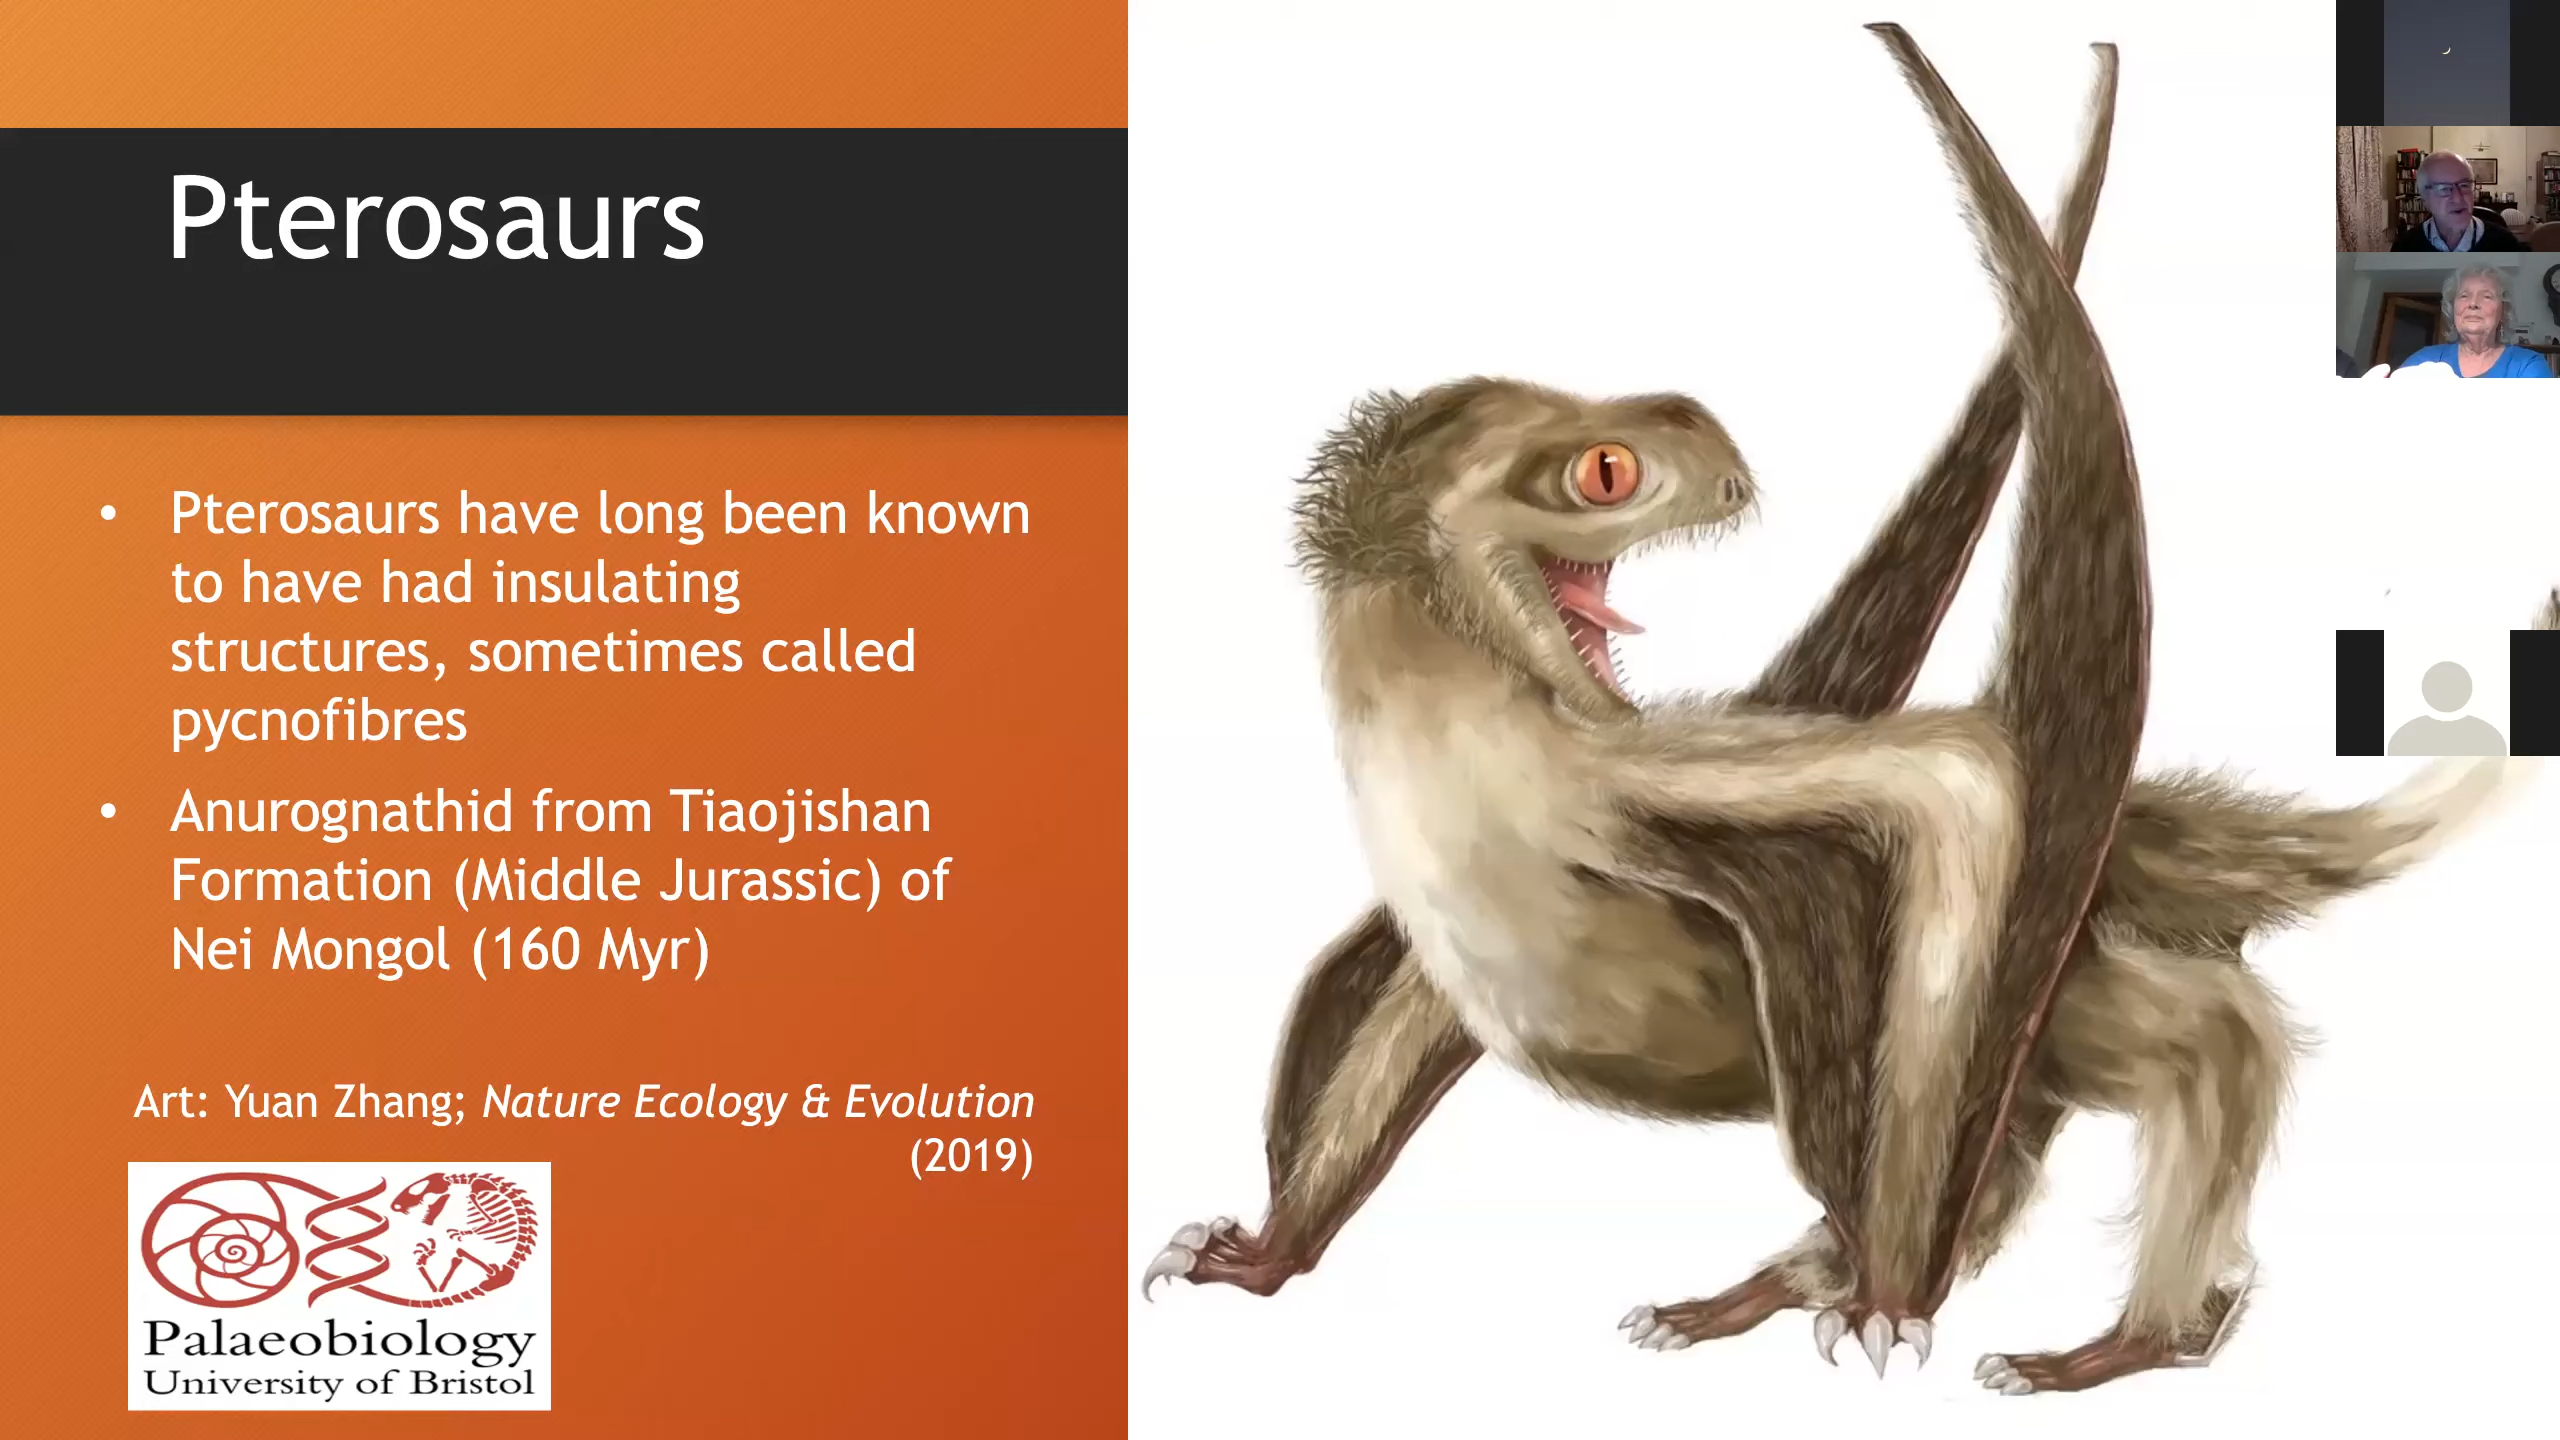 Pterosaurs
• Pterosaurs have long been known
to have had insulating
structures, sometimes called
pycnofibres
• Anurognathid from Tiaojishan
Formation (Middle Jurassic) of
Nei Mongol (160 Myr)
Art: Yuan Zhang; Nature Ecology & Evolution
(2019)
Palaeobiology
University of Bristol